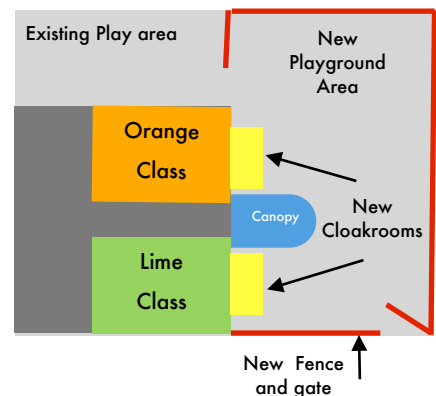 Existing Play area
New
Playground
Area
Orange
Class
Canopy
New
Cloakrooms
Lime
Class
New Fence
and gate